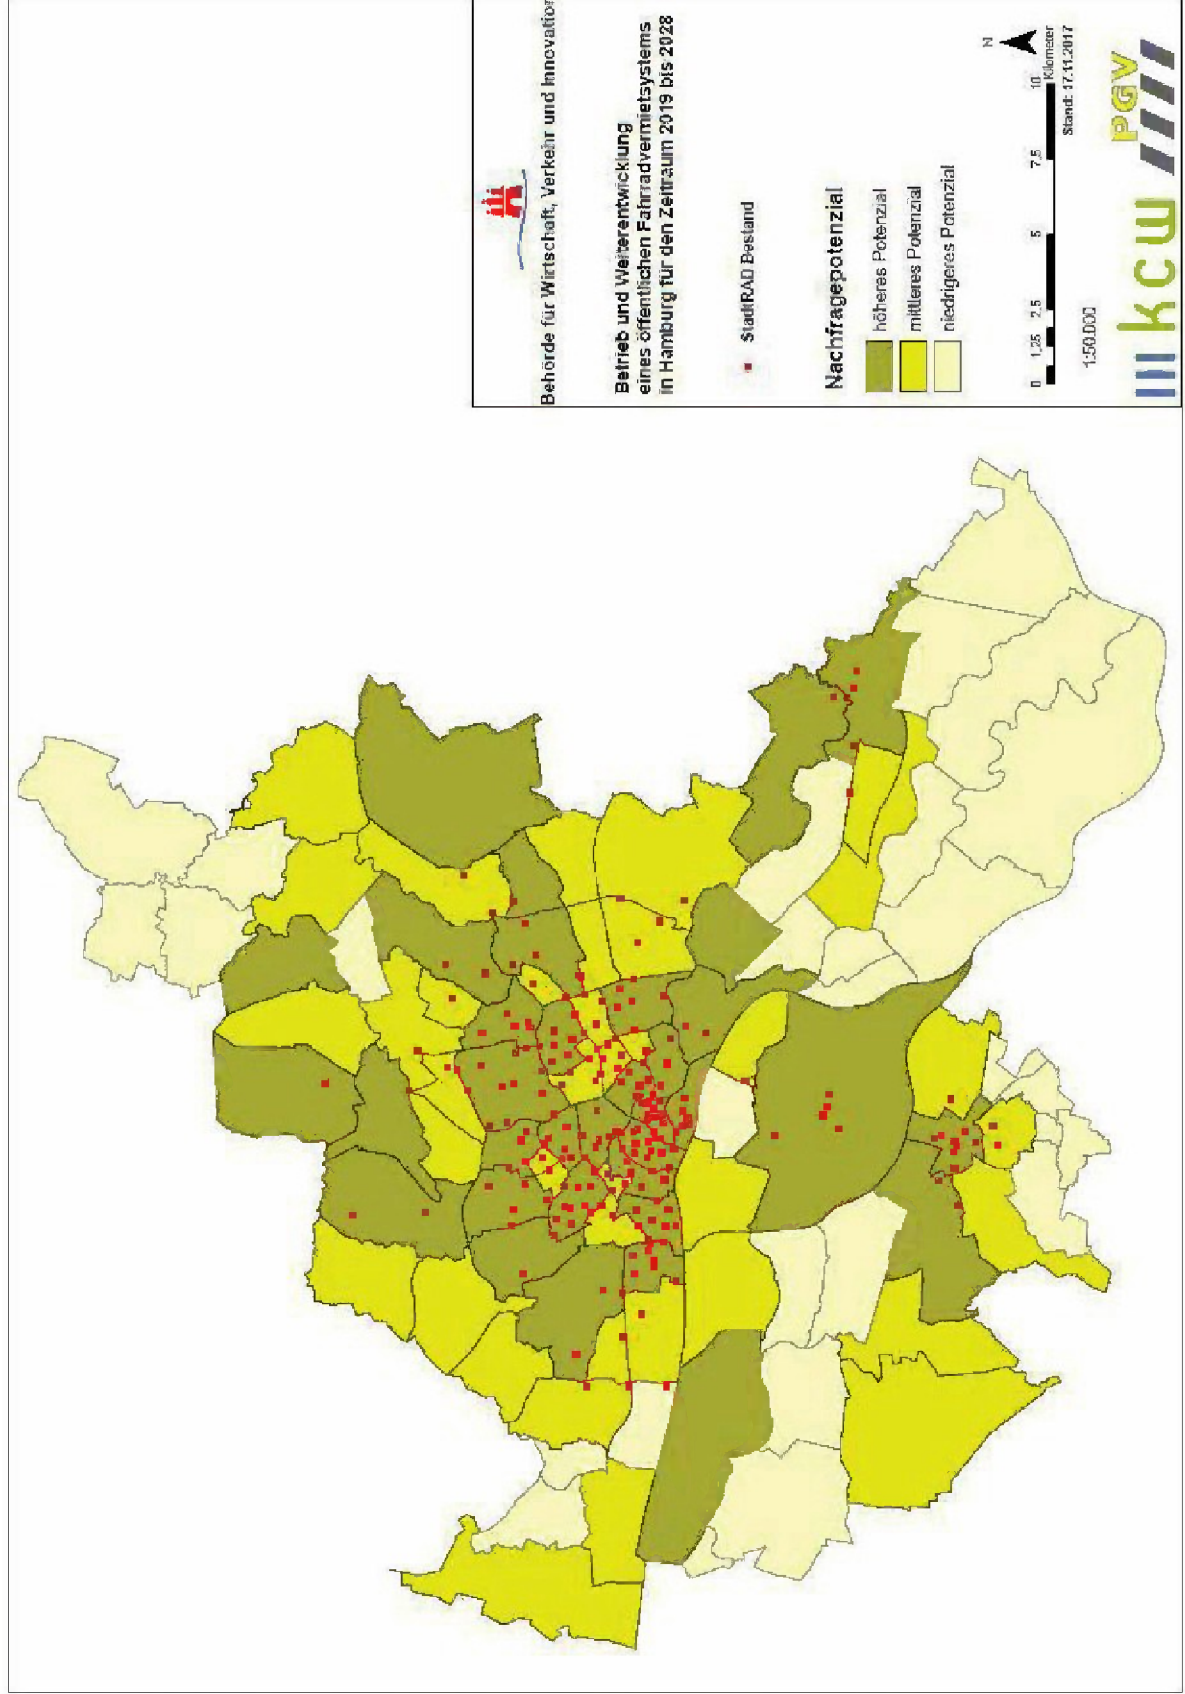 Behörde für Wirtschaft, Verkehr und Innovation
Betrieb und Weiterentwicklung
eines öffentlichen Fahrradvermietsystems
in Hamburg für den Zeitraum 2019 bis 2028
StadtRAD Bestand
Nachfragepotenzial
höheres Potenzial
mittleres Potenzial
niedrigeres Potenzial
N
0 1,25 2,5 5 7,5 10
Kilometer
1:50.000
Stand: 17.11.2017
kcw PGV